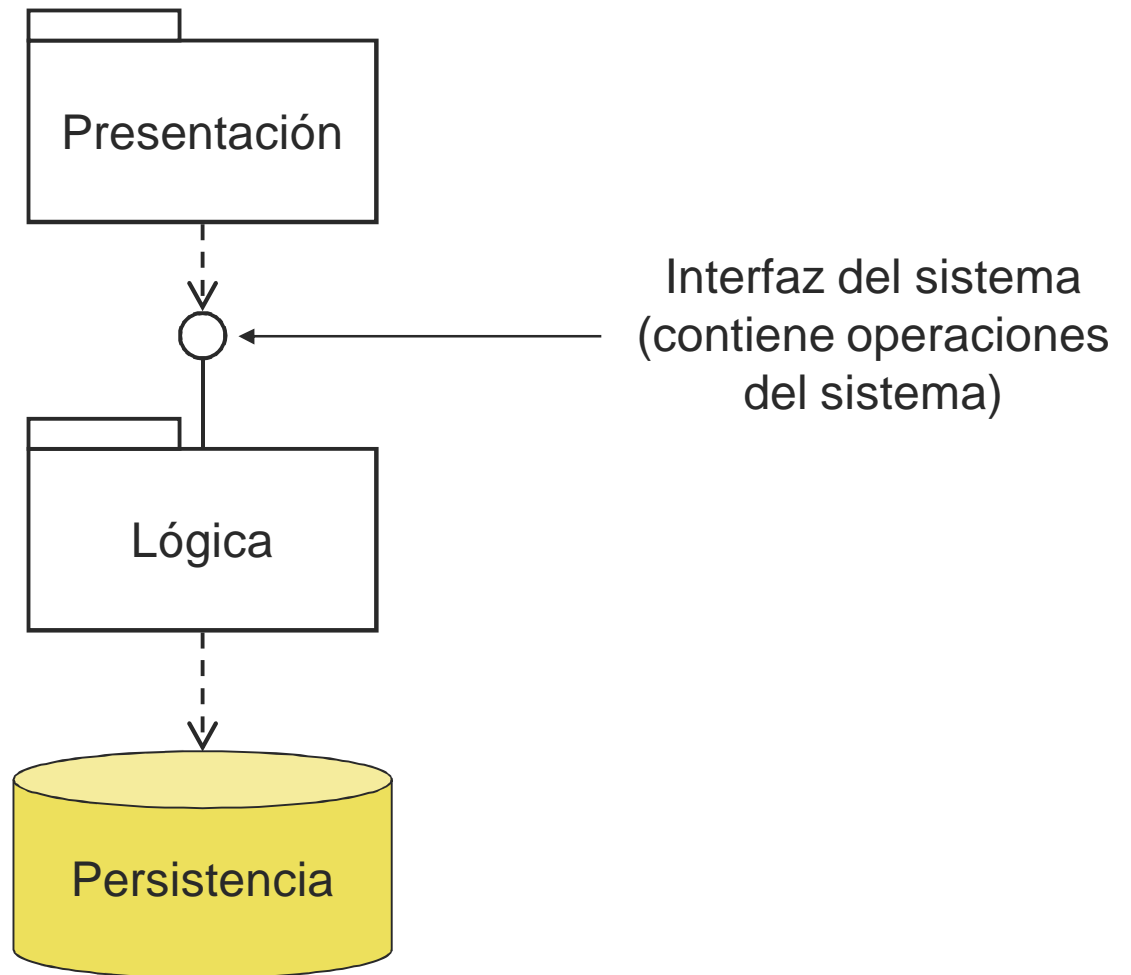 Presentación
Interfaz del sistema
(contiene operaciones
del sistema)
Lógica
Persistencia